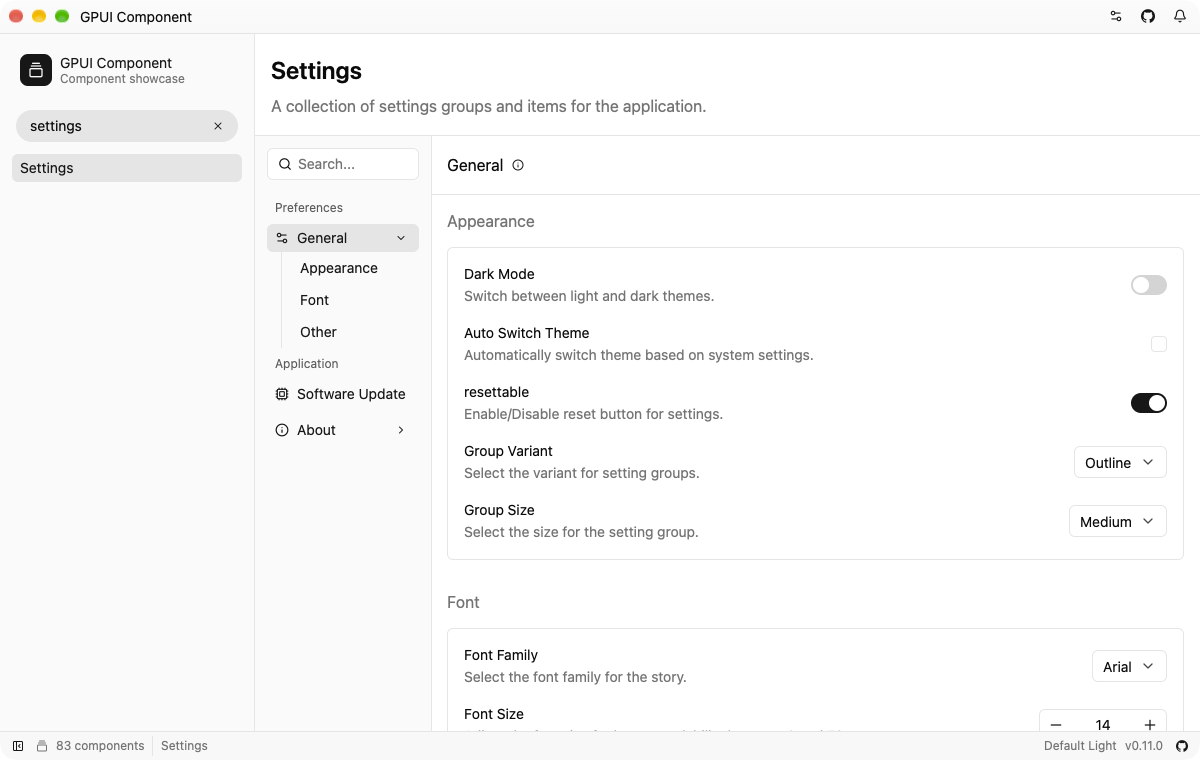 GPUI Component
GPUI Component
Component showcase
settings
Settings
Settings
A collection of settings groups and items for the application.
Search...
Preferences
General
Appearance
Font
Other
Application
Software Update
About
General
Appearance
Dark Mode
Switch between light and dark themes.
Auto Switch Theme
Automatically switch theme based on system settings.
resettable
Enable/Disable reset button for settings.
Group Variant
Select the variant for setting groups.
Outline
Group Size
Select the size for the setting group.
Medium
Font
Font Family
Select the font family for the story.
Arial
Font Size
14
83 components
Settings
Default Light
v0.11.0